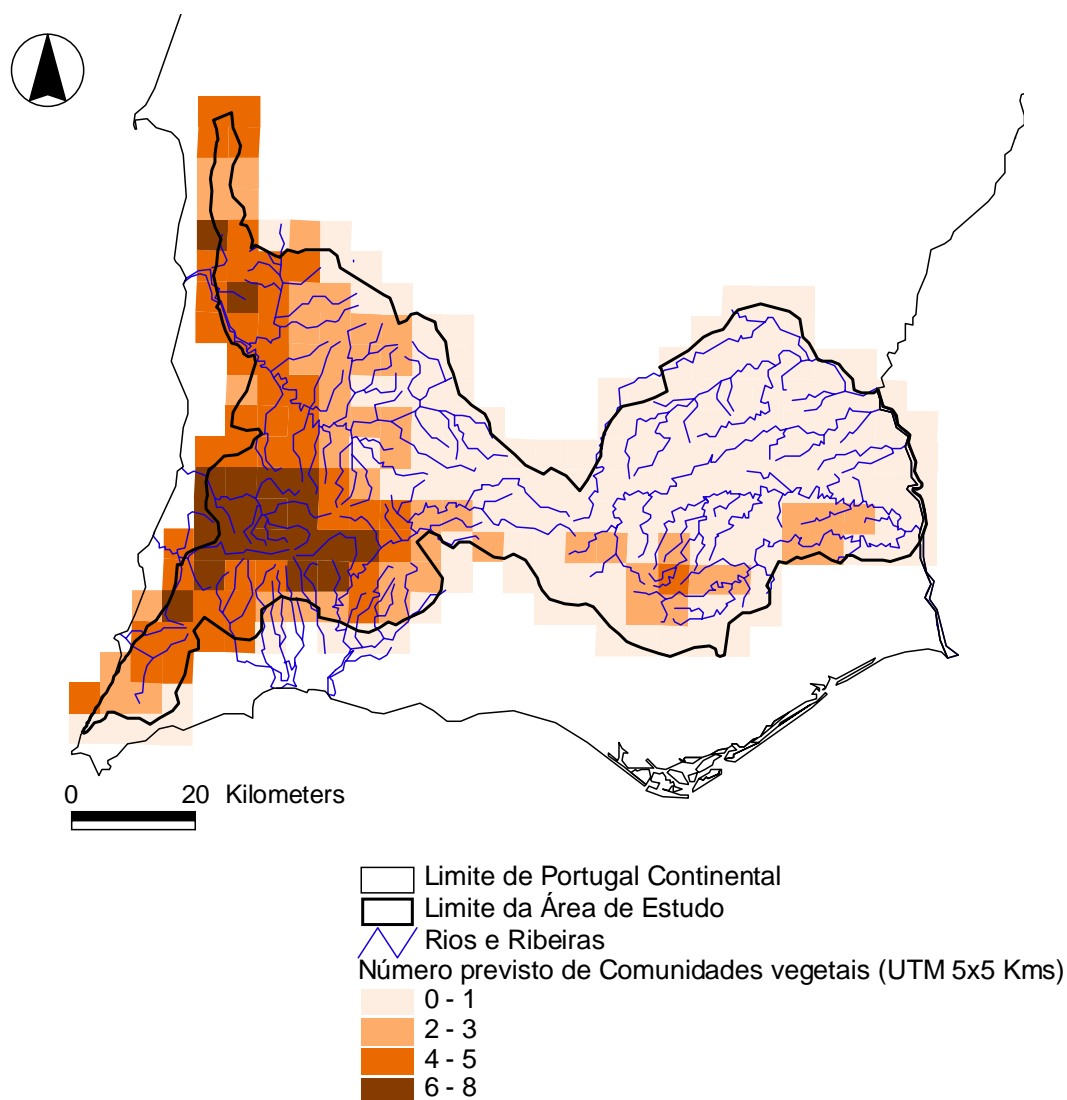 0 20 Kilometers
Limite de Portugal Continental
Limite da Área de Estudo
Rios e Ribeiras
Número previsto de Comunidades vegetais (UTM 5x5 Kms)
0 - 1
2 - 3
4 - 5
6 - 8